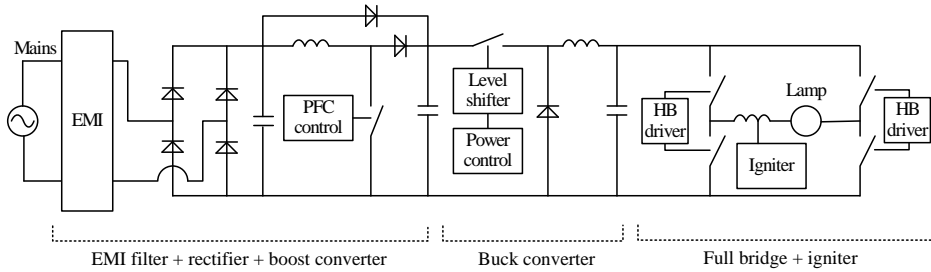 Mains
EMI
PFC
control
Level
shifter
Power
control
HB
driver
Igniter
Lamp
HB
driver
EMI filter + rectifier + boost converter
Buck converter
Full bridge + igniter